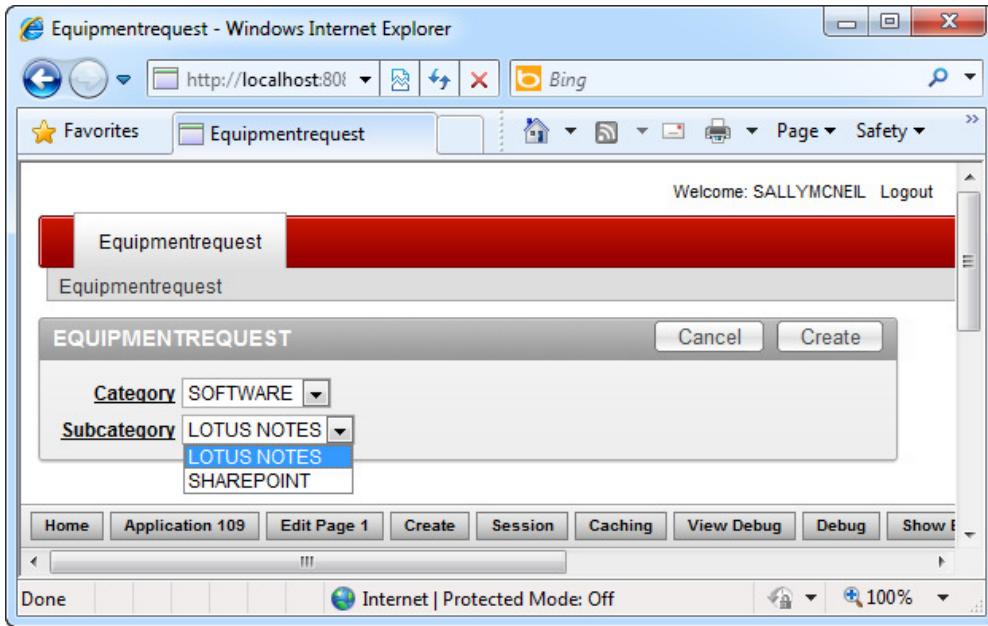 Equipmentrequest - Windows Internet Explorer
http://localhost:808 Bing
Favorites Equipmentrequest Page Safety
Welcome: SALLYMCNEIL Logout
Equipmentrequest
Equipmentrequest
EQUIPMENTREQUEST Cancel Create
Category SOFTWARE
Subcategory LOTUS NOTES
LOTUS NOTES
SHAREPOINT
Home Application 109 Edit Page 1 Create Session Caching View Debug Debug Show
Done Internet | Protected Mode: Off 100%